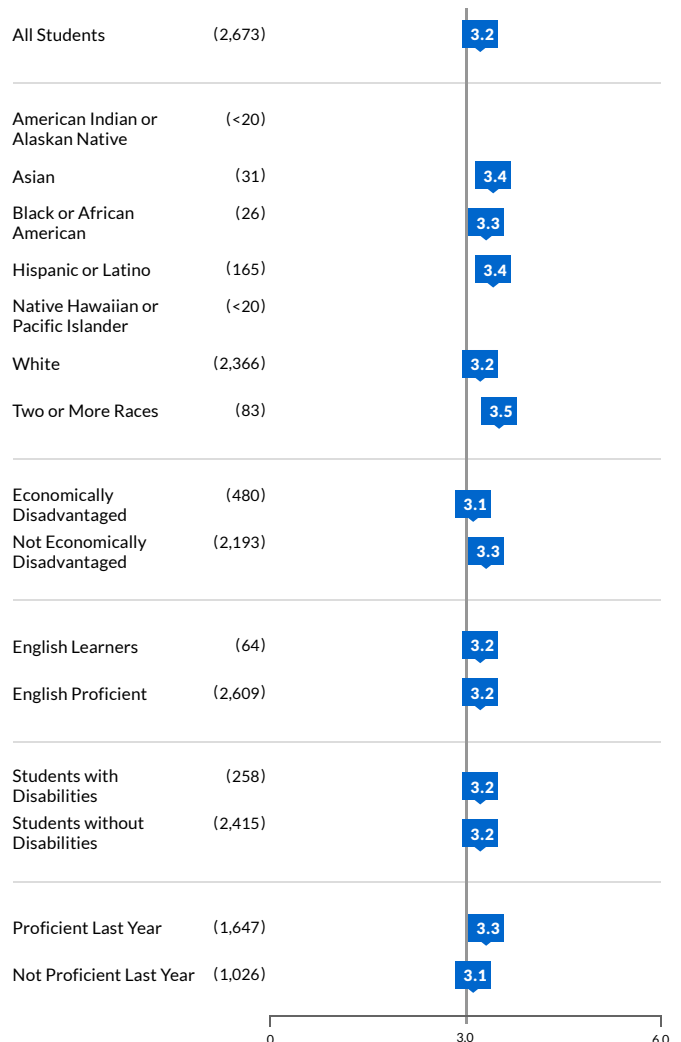 All Students (2,673) 3.2
American Indian or (<20)
Alaskan Native
Asian (31) 3.4
Black or African (26) 3.3
American
Hispanic or Latino (165) 3.4
Native Hawaiian or (<20)
Pacific Islander
White (2,366) 3.2
Two or More Races (83) 3.5
Economically (480) 3.1
Disadvantaged
Not Economically (2,193) 3.3
Disadvantaged
English Learners (64) 3.2
English Proficient (2,609) 3.2
Students with (258) 3.2
Disabilities
Students without (2,415) 3.2
Disabilities
Proficient Last Year (1,647) 3.3
Not Proficient Last Year (1,026) 3.1
0 3.0 6.0